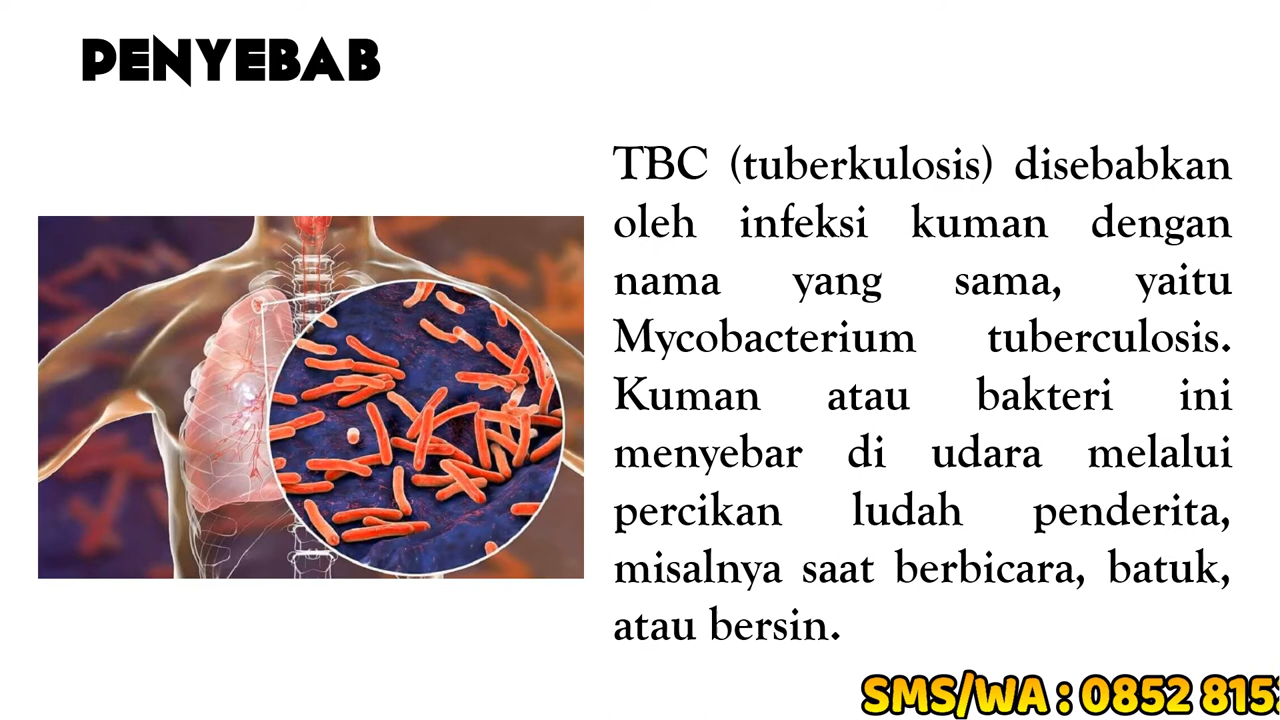 PENYEBAB
TBC (tuberkulosis) disebabkan
oleh infeksi kuman dengan
nama yang sama, yaitu
Mycobacterium tuberculosis.
Kuman atau bakteri ini
menyebar di udara melalui
percikan ludah penderita,
misalnya saat berbicara, batuk,
atau bersin.
SMS/WA : 0852 815